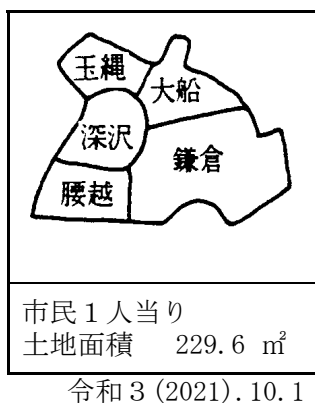 玉縄
大船
深沢
鎌倉
腰越
市民１人当り
土地面積 229.6 ㎡
令和３(2021).10.1